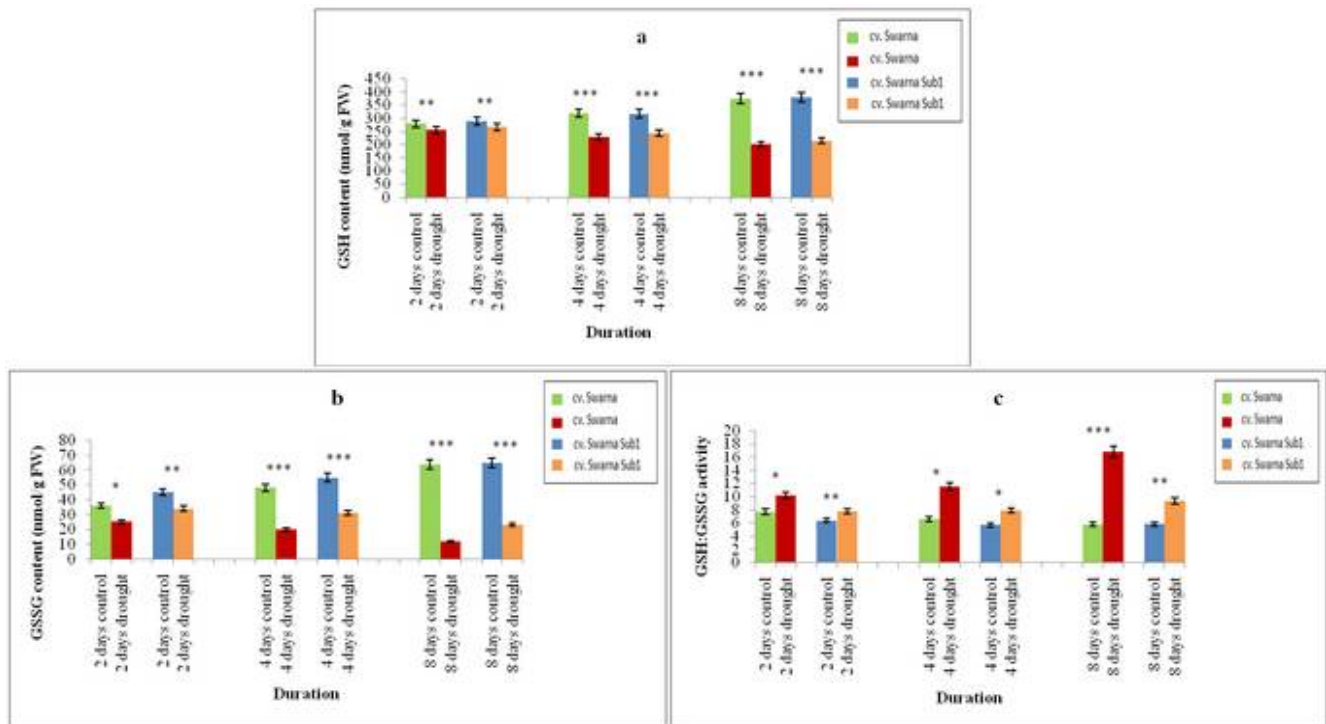 a
cv. Swarna
cv. Swarna
cv. Swarna Sub1
cv. Swarna Sub1
GSH content (nmol/g FW)
450
400
350
300
250
200
150
100
50
0
** ** *** *** *** ***
2 days control
2 days drought
2 days control
2 days drought
4 days control
4 days drought
4 days control
4 days drought
8 days control
8 days drought
8 days control
8 days drought
Duration
b
cv. Swarna
cv. Swarna
cv. Swarna Sub1
cv. Swarna Sub1
GSSG content (nmol/g FW)
80
70
60
50
40
30
20
10
0
* ** *** *** *** ***
2 days control
2 days drought
2 days control
2 days drought
4 days control
4 days drought
4 days control
4 days drought
8 days control
8 days drought
8 days control
8 days drought
Duration
c
cv. Swarna
cv. Swarna
cv. Swarna Sub1
cv. Swarna Sub1
GSH:GSSG activity
20
18
16
14
12
10
8
6
4
2
0
* ** * * *** **
2 days control
2 days drought
2 days control
2 days drought
4 days control
4 days drought
4 days control
4 days drought
8 days control
8 days drought
8 days control
8 days drought
Duration